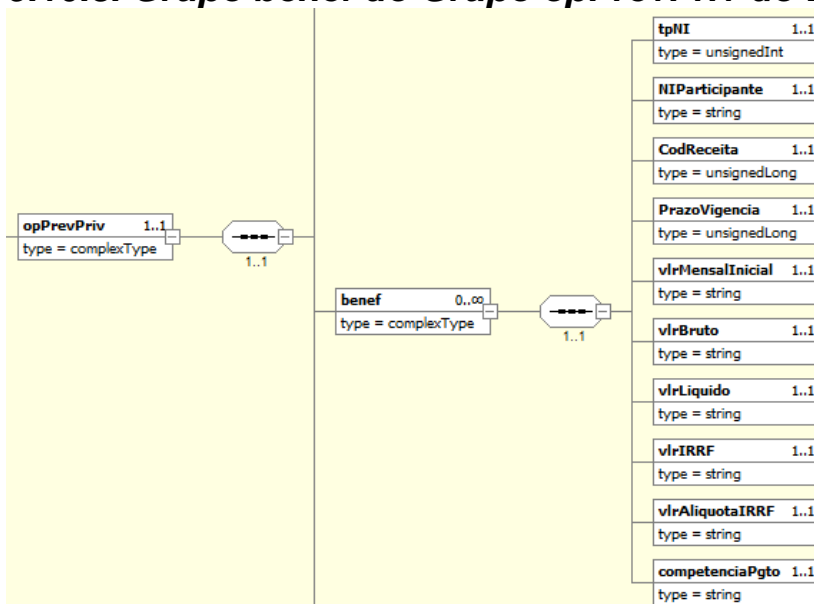 opPrevPriv 1..1
type = complexType
1..1
benef 0..∞
type = complexType
1..1
tpNI 1..1
type = unsignedInt
NIParticipante 1..1
type = string
CodReceita 1..1
type = unsignedLong
PrazoVigencia 1..1
type = unsignedLong
vlrMensalInicial 1..1
type = string
vlrBruto 1..1
type = string
vlrLiquido 1..1
type = string
vlrIRRF 1..1
type = string
vlrAliquotaIRRF 1..1
type = string
competenciaPgto 1..1
type = string